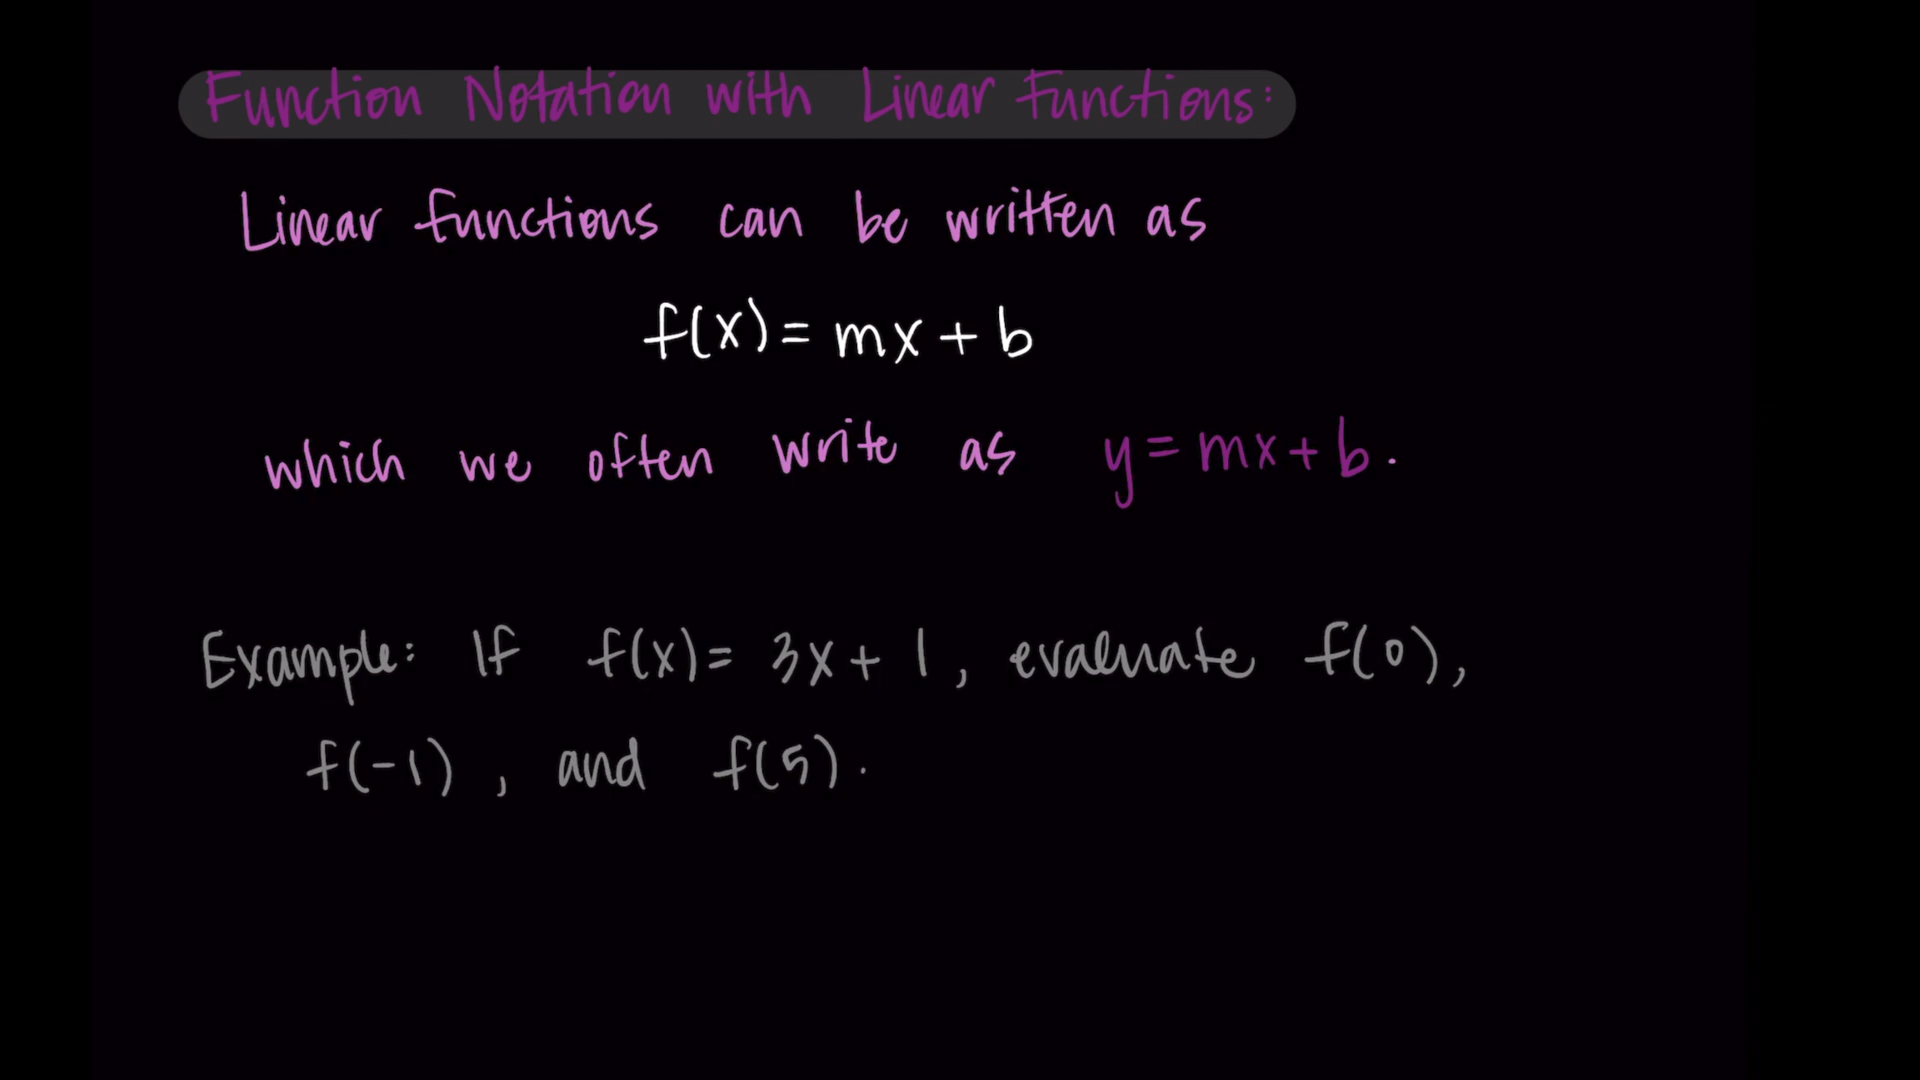 Function Notation with Linear Functions:
Linear functions can be written as
f(x) = mx + b
which we often write as y = mx + b.
Example: If f(x) = 3x + 1, evaluate f(0),
f(-1), and f(5).